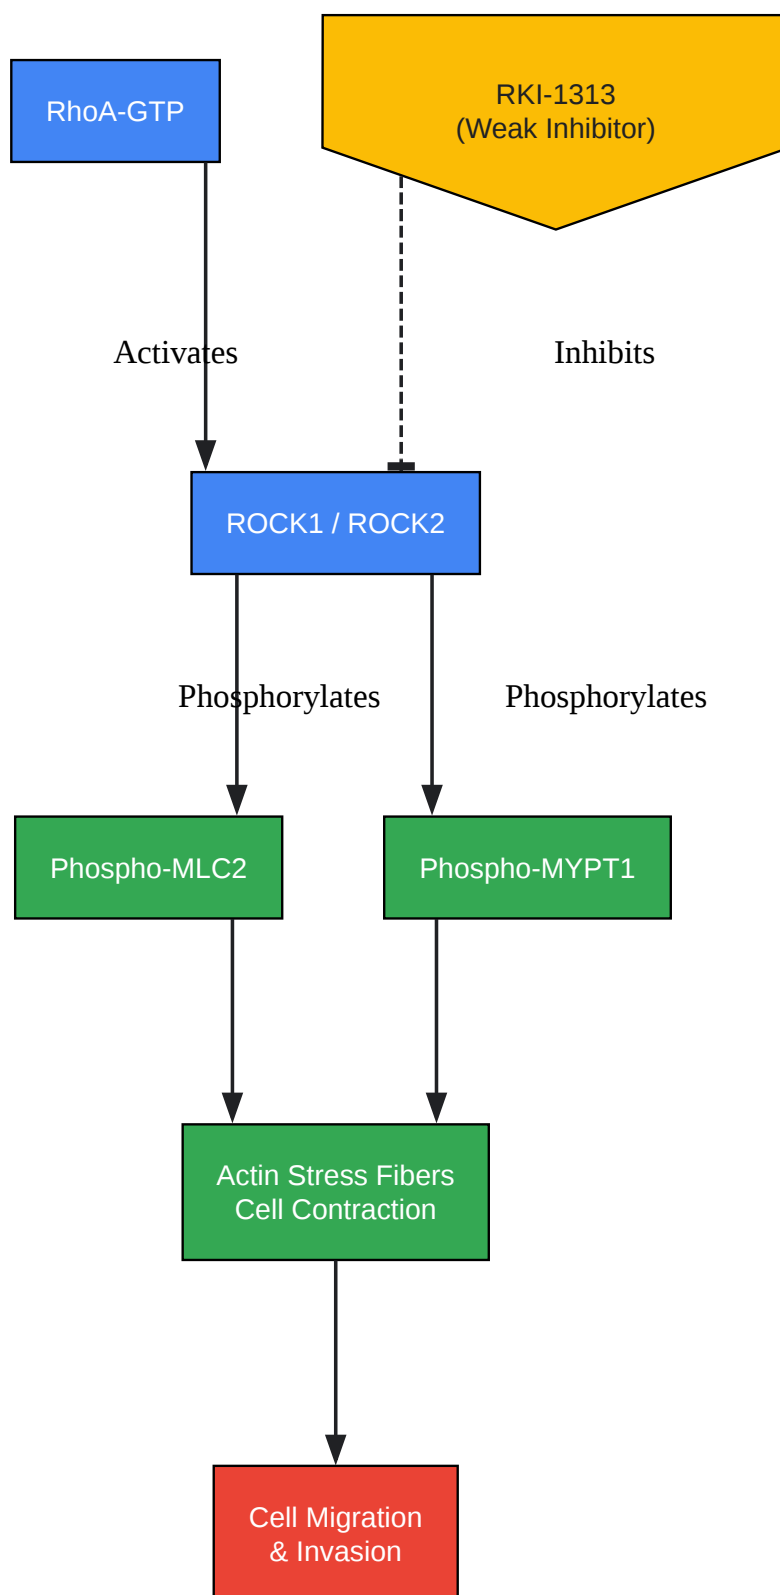 RhoA-GTP
RKI-1313
(Weak Inhibitor)
Activates
Inhibits
ROCK1 / ROCK2
Phosphorylates
Phosphorylates
Phospho-MLC2
Phospho-MYPT1
Actin Stress Fibers
Cell Contraction
Cell Migration
& Invasion